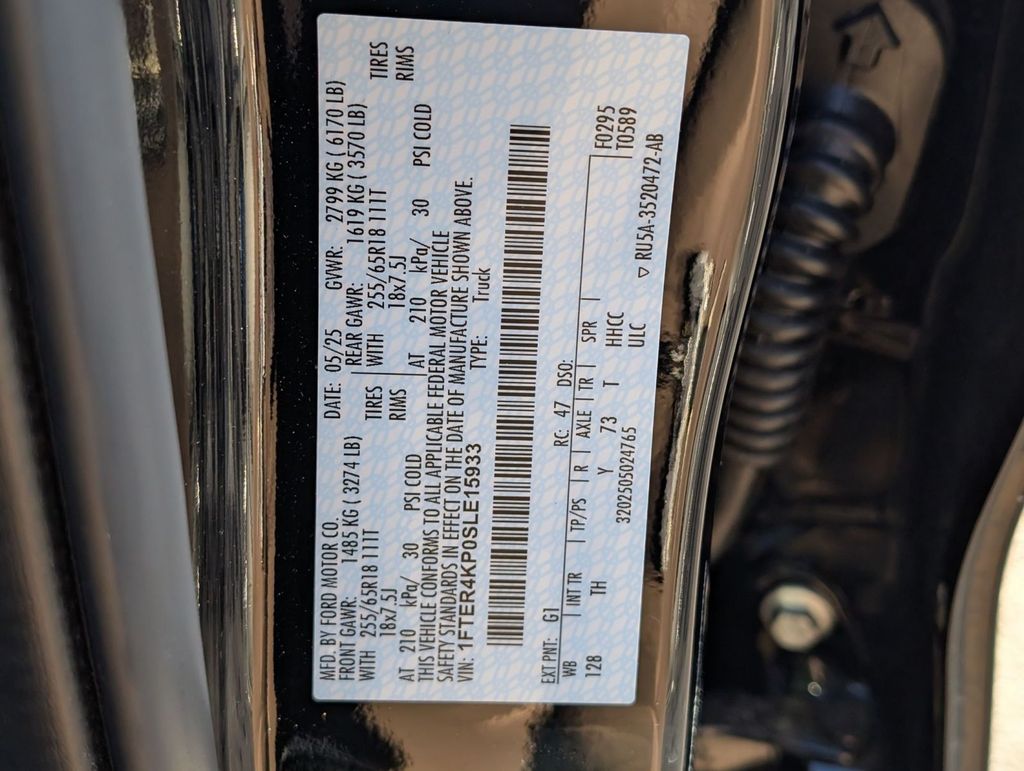 MFD. BY FORD MOTOR CO.
DATE: 05/25 GVWR: 2799 KG ( 6170 LB)
FRONT GAWR: 1485 KG ( 3274 LB) REAR GAWR: 1619 KG ( 3570 LB)
WITH 255/65R18 111T TIRES WITH 255/65R18 111T TIRES
18x7.5J RIMS 18x7.5J RIMS
AT 210 kPa/ 30 PSI COLD AT 210 kPa/ 30 PSI COLD
THIS VEHICLE CONFORMS TO ALL APPLICABLE FEDERAL MOTOR VEHICLE
SAFETY STANDARDS IN EFFECT ON THE DATE OF MANUFACTURE SHOWN ABOVE.
VIN: 1FTER4KP0SLE15933 TYPE: Truck
EXT PNT: G1 RC: 47 DSO:
WB | INT TR | TP/PS | R | AXLE | TR | SPR | F0295
128 TH Y 73 T HHCC T0589
3202505024765 ULC
▽ RU5A-3520472-AB